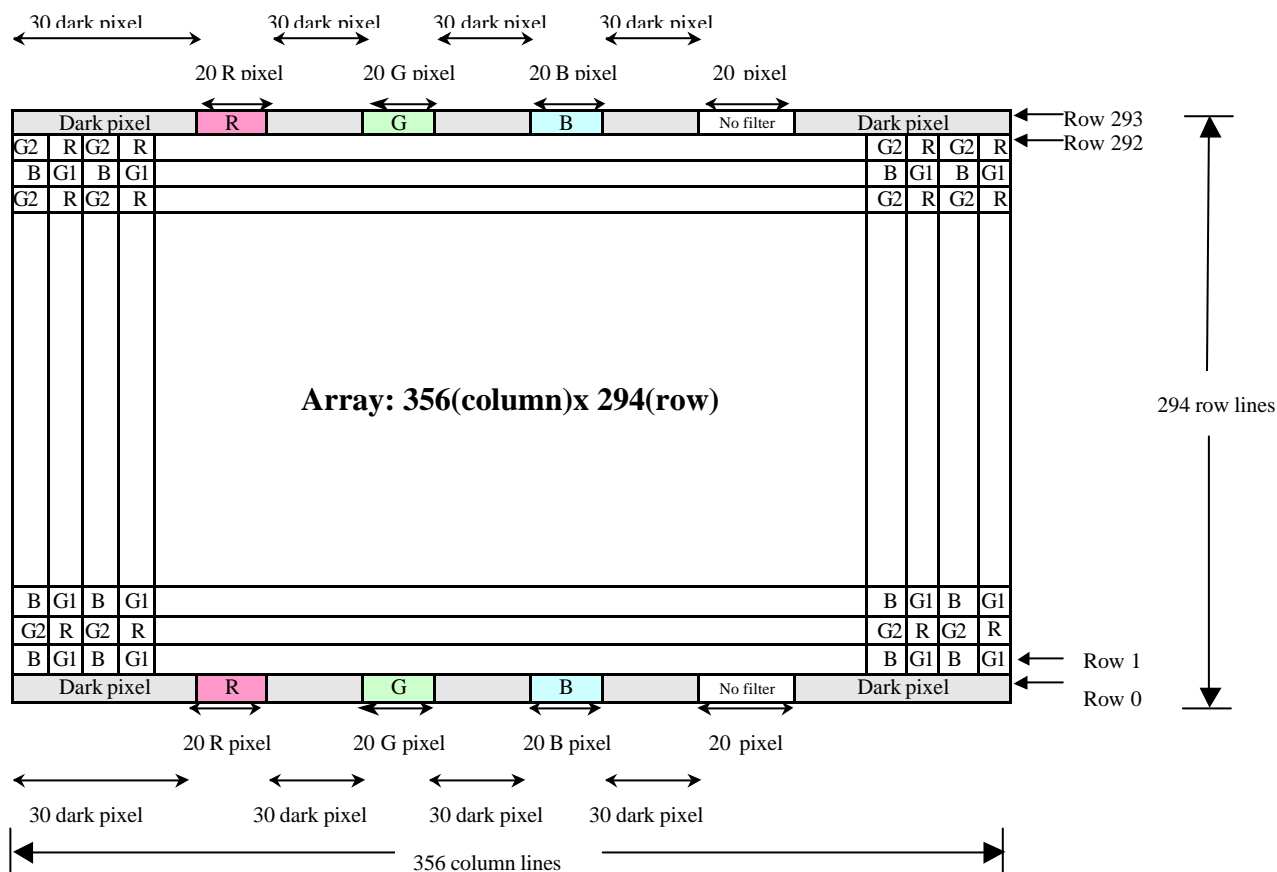 30 dark pixel 30 dark pixel 30 dark pixel 30 dark pixel
20 R pixel 20 G pixel 20 B pixel 20 pixel
Dark pixel R G B No filter Dark pixel Row 293
G2 R G2 R G2 R G2 R Row 292
B G1 B G1 B G1 B G1
G2 R G2 R G2 R G2 R
Array: 356(column)x 294(row)
294 row lines
B G1 B G1 B G1 B G1
G2 R G2 R G2 R G2 R
B G1 B G1 B G1 B G1 Row 1
Dark pixel R G B No filter Dark pixel Row 0
20 R pixel 20 G pixel 20 B pixel 20 pixel
30 dark pixel 30 dark pixel 30 dark pixel 30 dark pixel
356 column lines